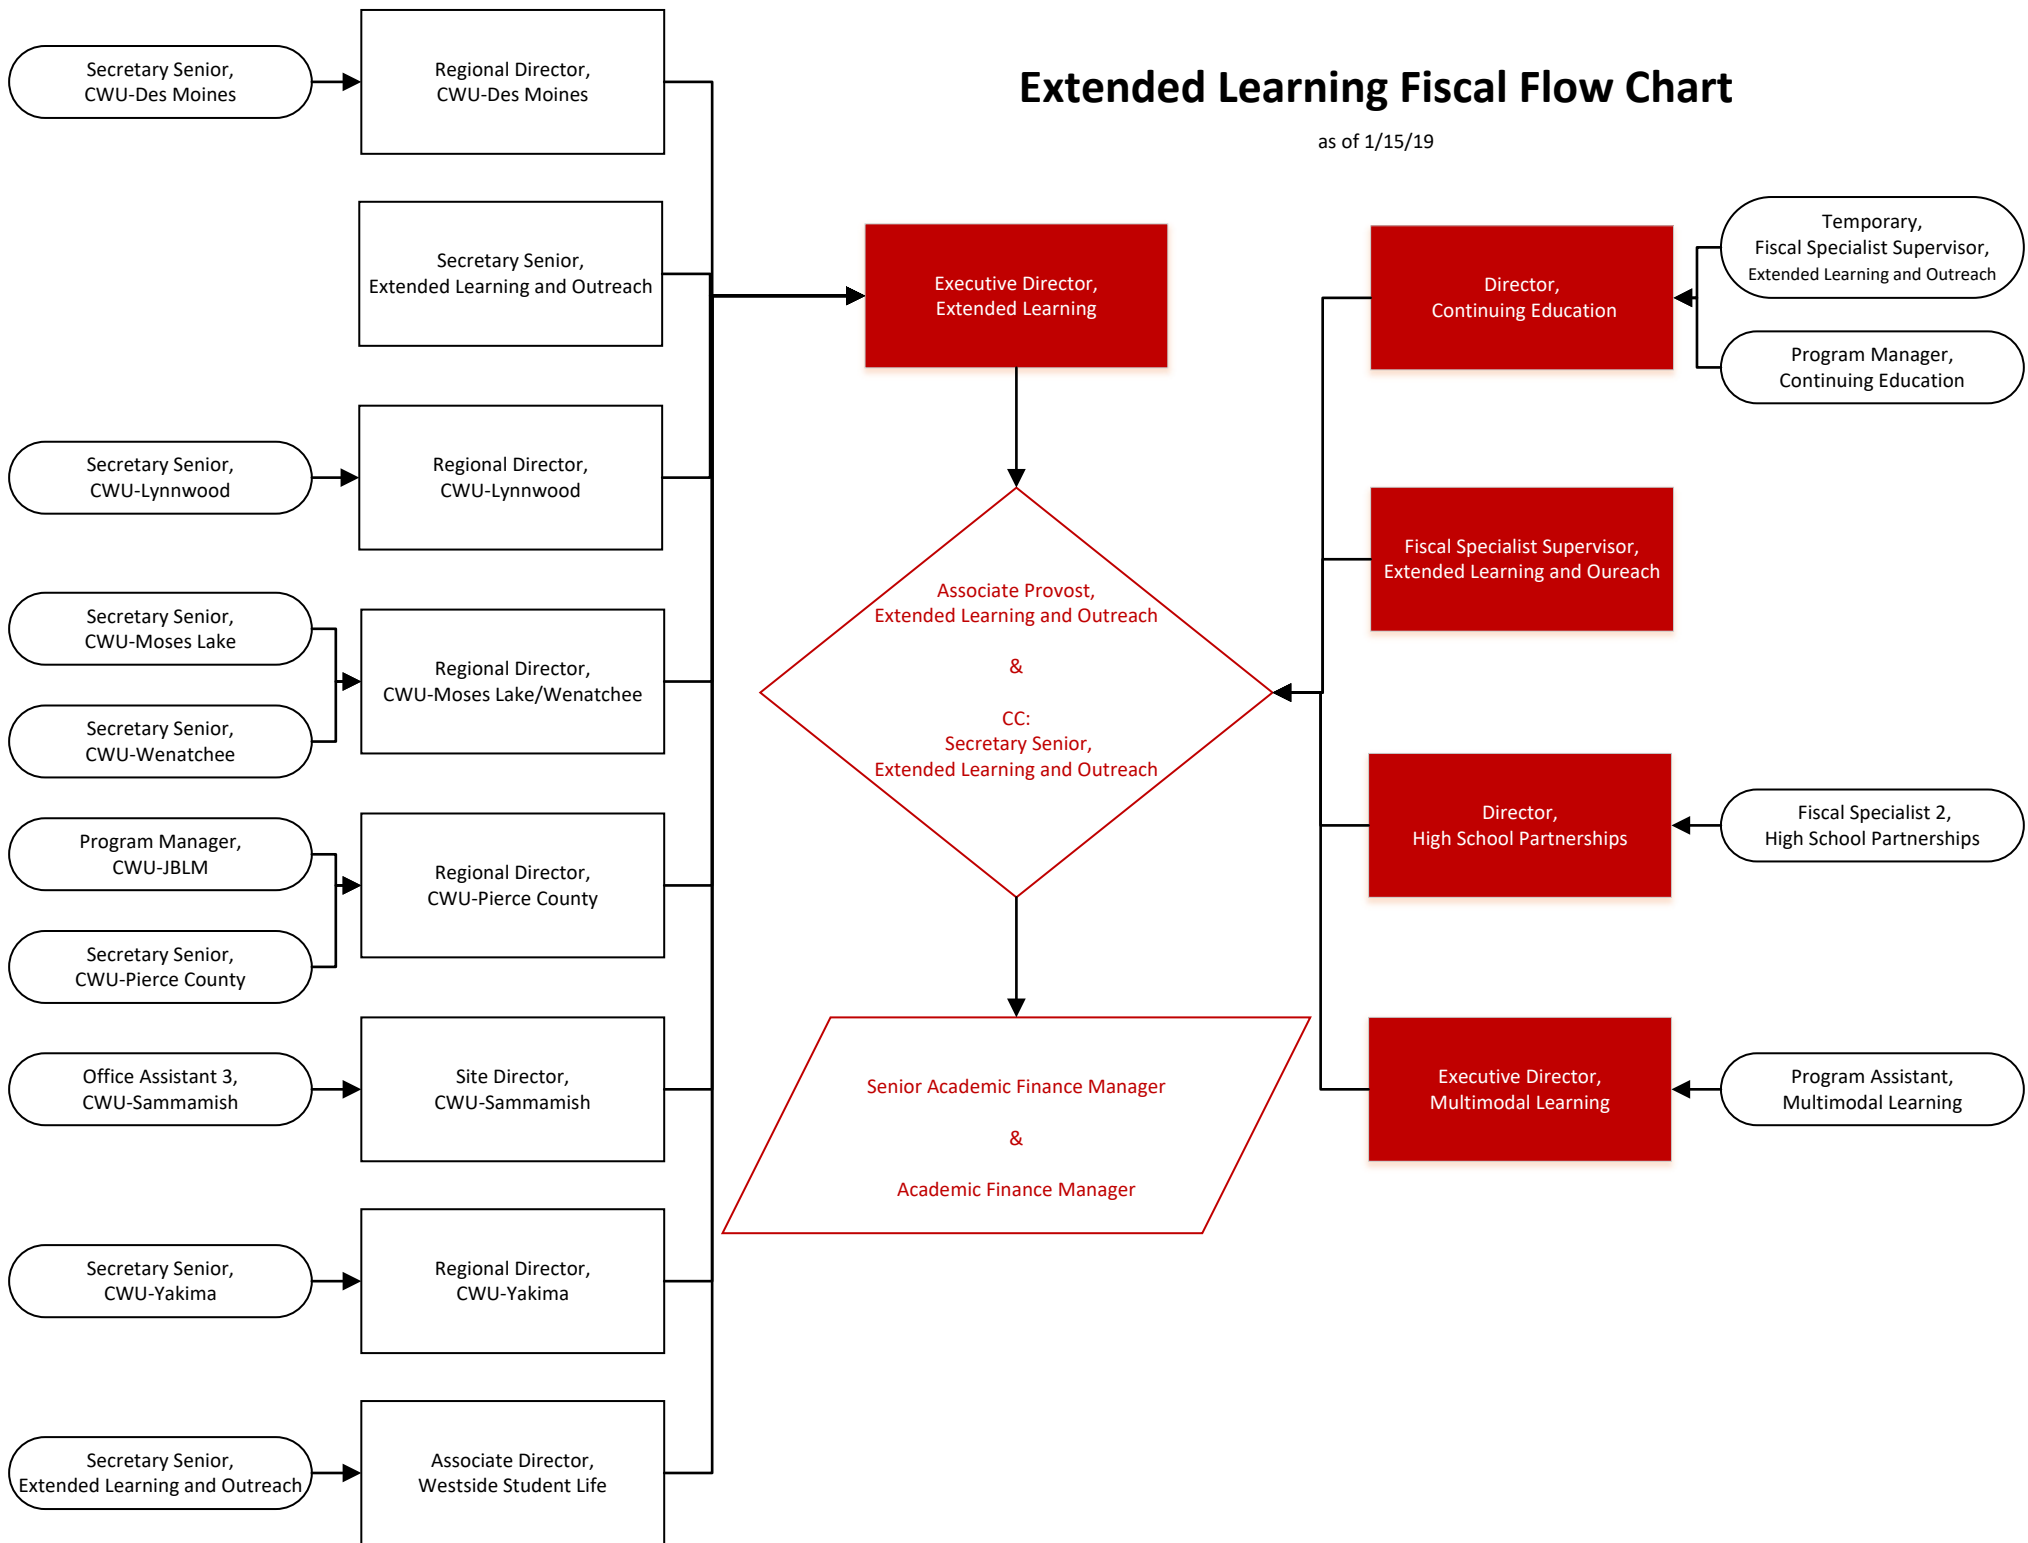 Extended Learning Fiscal Flow Chart
as of 1/15/19
Secretary Senior,
CWU-Des Moines
Regional Director,
CWU-Des Moines
Secretary Senior,
Extended Learning and Outreach
Secretary Senior,
CWU-Lynnwood
Regional Director,
CWU-Lynnwood
Secretary Senior,
CWU-Moses Lake
Secretary Senior,
CWU-Wenatchee
Regional Director,
CWU-Moses Lake/Wenatchee
Program Manager,
CWU-JBLM
Secretary Senior,
CWU-Pierce County
Regional Director,
CWU-Pierce County
Office Assistant 3,
CWU-Sammamish
Site Director,
CWU-Sammamish
Secretary Senior,
CWU-Yakima
Regional Director,
CWU-Yakima
Secretary Senior,
Extended Learning and Outreach
Associate Director,
Westside Student Life
Executive Director,
Extended Learning
Associate Provost,
Extended Learning and Outreach
&
CC:
Secretary Senior,
Extended Learning and Outreach
Senior Academic Finance Manager
&
Academic Finance Manager
Director,
Continuing Education
Temporary,
Fiscal Specialist Supervisor,
Extended Learning and Outreach
Program Manager,
Continuing Education
Fiscal Specialist Supervisor,
Extended Learning and Oureach
Director,
High School Partnerships
Fiscal Specialist 2,
High School Partnerships
Executive Director,
Multimodal Learning
Program Assistant,
Multimodal Learning